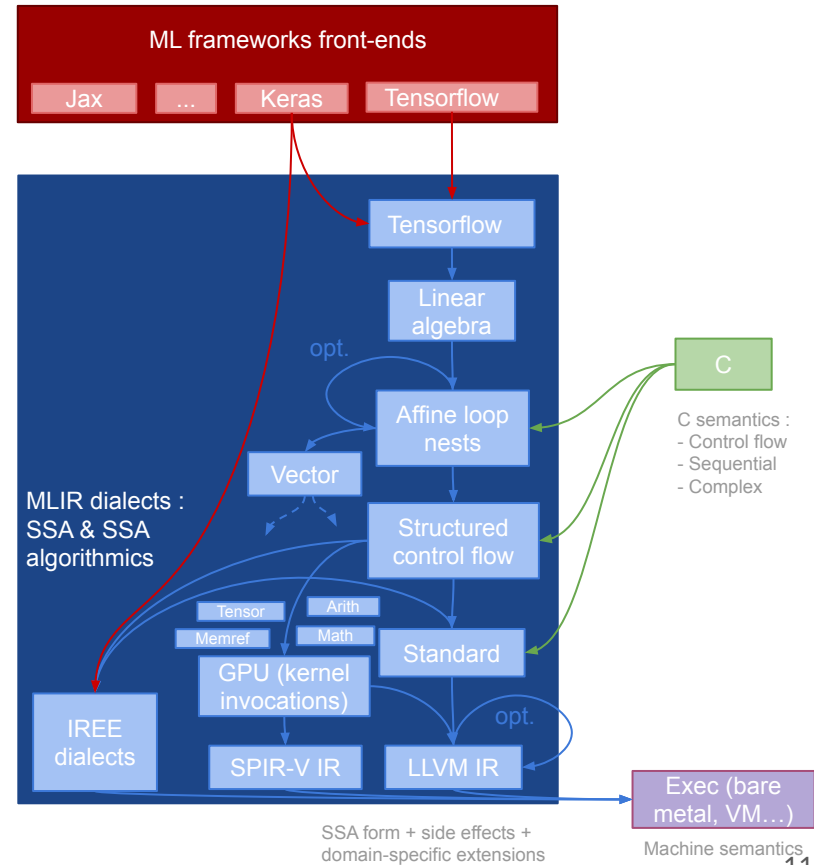 ML frameworks front-ends
Jax
...
Keras
Tensorflow
Tensorflow
Linear
algebra
opt.
C
Affine loop
nests
C semantics :
- Control flow
- Sequential
- Complex
Vector
MLIR dialects :
SSA & SSA
algorithmics
Structured
control flow
Tensor
Arith
Memref
Math
Standard
GPU (kernel
invocations)
opt.
IREE
dialects
SPIR-V IR
LLVM IR
Exec (bare
metal, VM…)
SSA form + side effects +
domain-specific extensions
Machine semantics
11